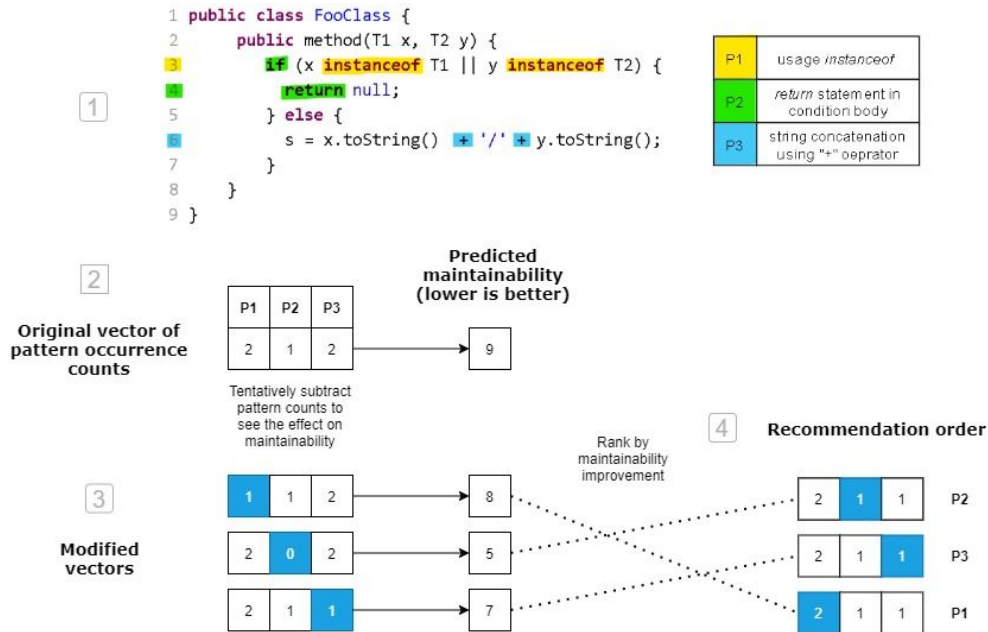 1 public class FooClass {
2 public method(T1 x, T2 y) {
3 if (x instanceof T1 || y instanceof T2) {
4 return null;
5 } else {
6 s = x.toString() + '/' + y.toString();
7 }
8 }
9 }
1
P1 usage instanceof
P2 return statement in
condition body
P3 string concatenation
using "+" oeprator
2
Original vector of
pattern occurrence
counts
P1 P2 P3
2 1 2
Predicted
maintainability
(lower is better)
9
Tentatively subtract
pattern counts to
see the effect on
maintainability
3
Modified
vectors
1 1 2
8
2 0 2
5
2 1 1
7
Rank by
maintainability
improvement
4
Recommendation order
2 1 1 P2
2 1 1 P3
2 1 1 P1